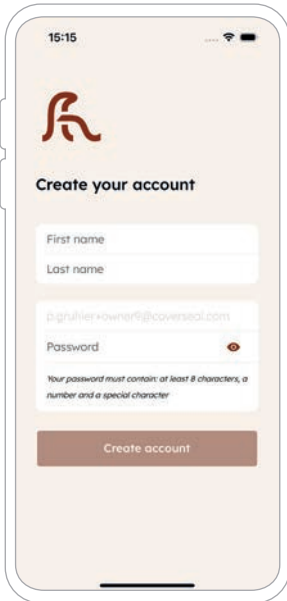 15:15
Create your account
First name
Last name
p.gruhier+owner9@coverseal.com
Password
Your password must contain: at least 8 characters, a
number and a special character
Create account